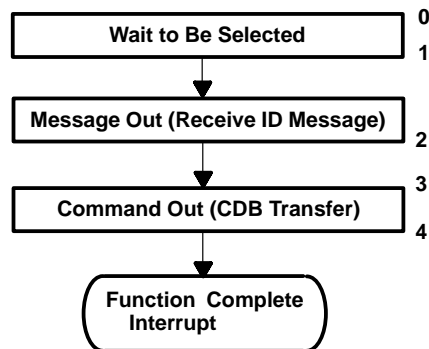 0
Wait to Be Selected
1
Message Out (Receive ID Message)
2
3
Command Out (CDB Transfer)
4
Function Complete
Interrupt